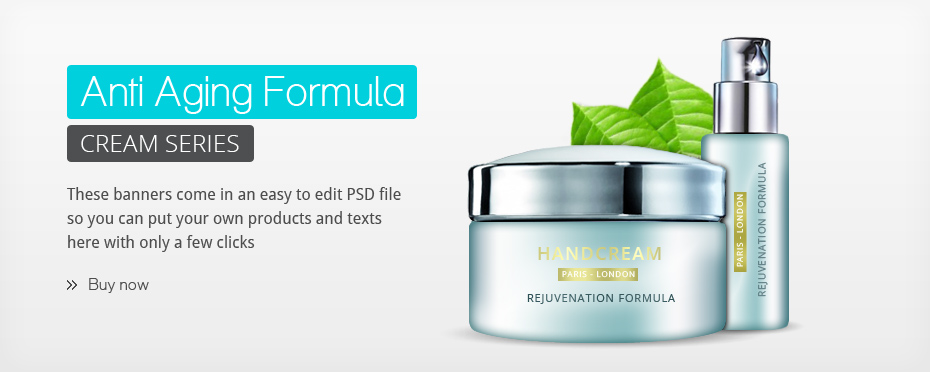 Anti Aging Formula
CREAM SERIES
These banners come in an easy to edit PSD file
so you can put your own products and texts
here with only a few clicks
Buy now
HANDCREAM
PARIS - LONDON
REJUVENATION FORMULA
PARIS - LONDON
REJUVENATION FORMULA